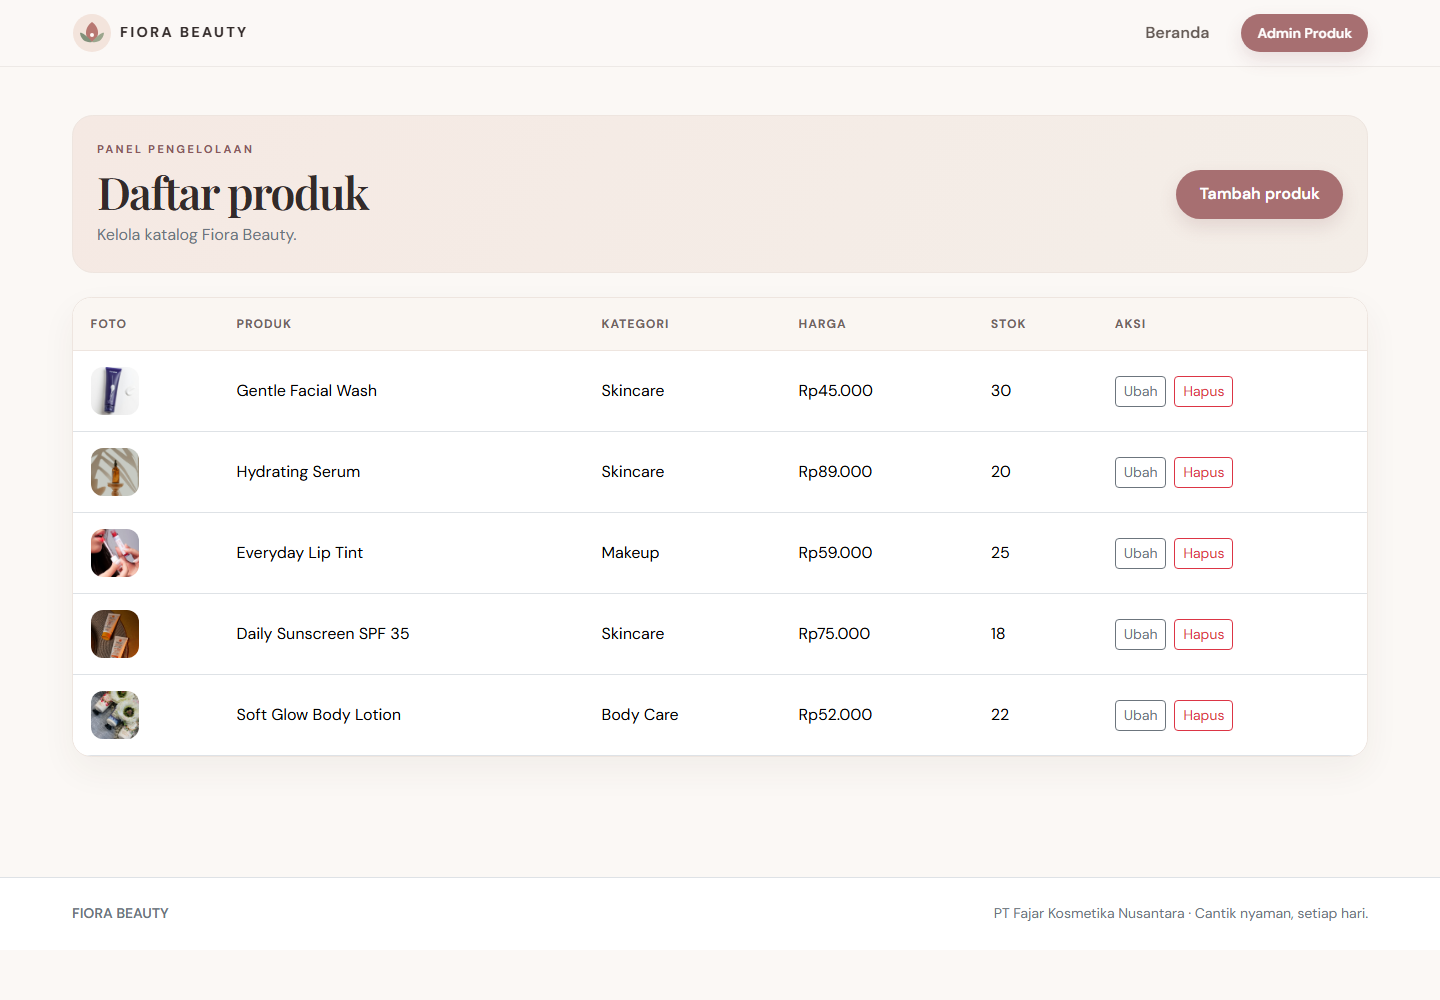 FIORA BEAUTY
Beranda
Admin Produk
PANEL PENGELOLAAN
Daftar produk
Kelola katalog Fiora Beauty.
Tambah produk
FOTO PRODUK KATEGORI HARGA STOK AKSI
Gentle Facial Wash Skincare Rp45.000 30 Ubah Hapus
Hydrating Serum Skincare Rp89.000 20 Ubah Hapus
Everyday Lip Tint Makeup Rp59.000 25 Ubah Hapus
Daily Sunscreen SPF 35 Skincare Rp75.000 18 Ubah Hapus
Soft Glow Body Lotion Body Care Rp52.000 22 Ubah Hapus
FIORA BEAUTY
PT Fajar Kosmetika Nusantara · Cantik nyaman, setiap hari.